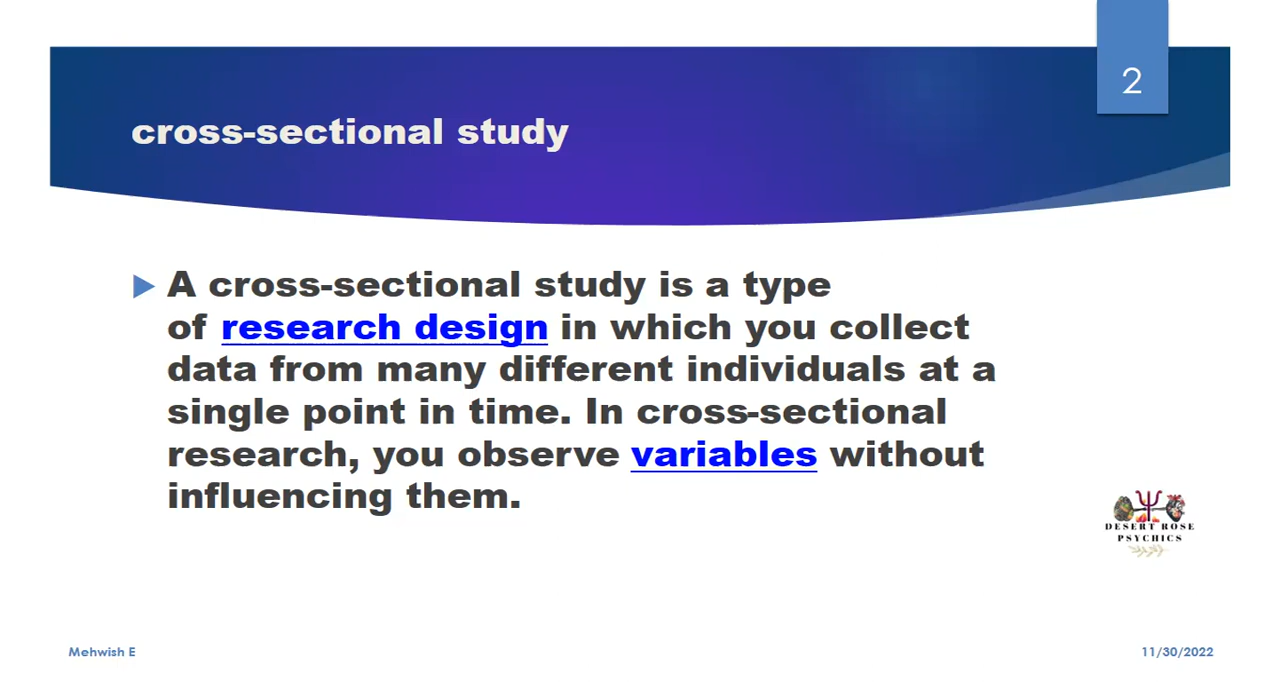 2
cross-sectional study
A cross-sectional study is a type
of research design in which you collect
data from many different individuals at a
single point in time. In cross-sectional
research, you observe variables without
influencing them.
DESERT ROSE
PSYCHICS
Mehwish E
11/30/2022